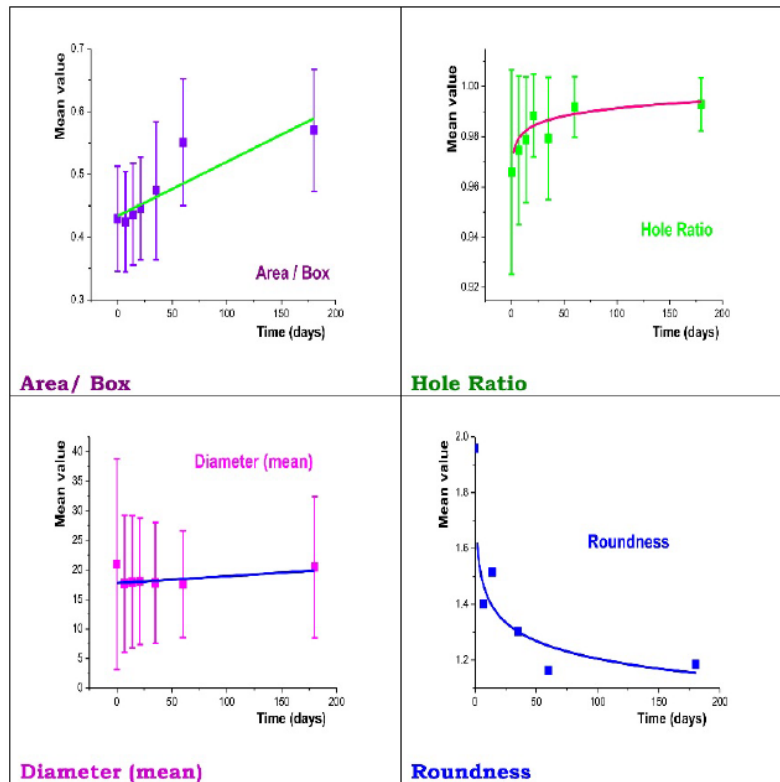 Mean value
0.7
0.6
0.5
0.4
0.3
0 50 100 150 200
Time (days)
Area / Box
Area/ Box
Mean value
1.00
0.98
0.96
0.94
0.92
0 50 100 150 200
Time (days)
Hole Ratio
Hole Ratio
Mean value
40
35
30
25
20
15
10
5
0
0 50 100 150 200
Time (days)
Diameter (mean)
Diameter (mean)
Mean value
2.0
1.8
1.6
1.4
1.2
0 50 100 150 200
Time (days)
Roundness
Roundness